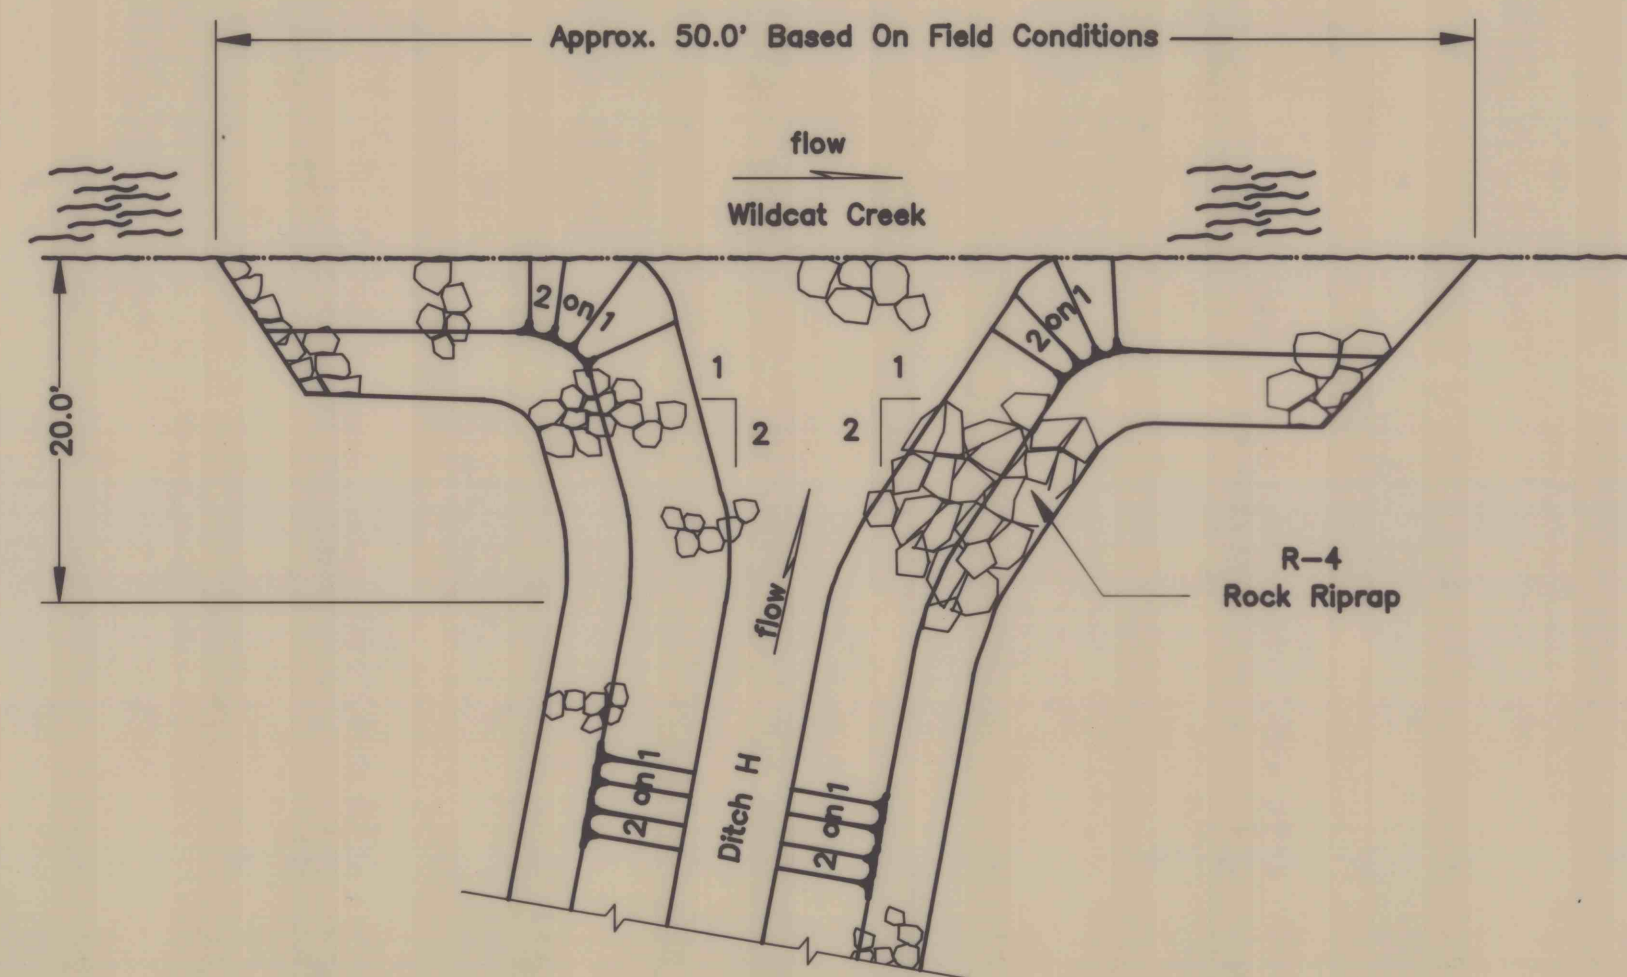 Approx. 50.0' Based On Field Conditions
flow
Wildcat Creek
2 on 1
2 on 1
20.0'
1
2
1
2
flow
R-4
Rock Riprap
2 on 1
Ditch H
2 on 1